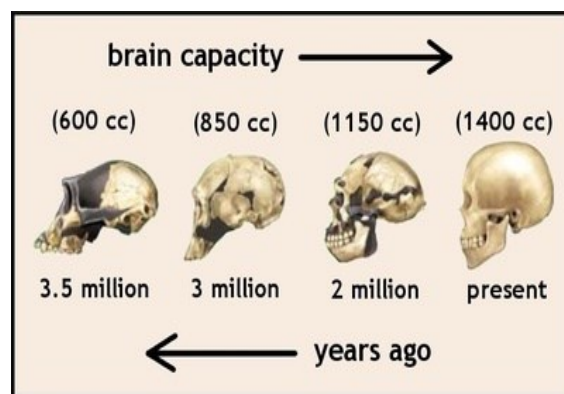 brain capacity
(600 cc) (850 cc) (1150 cc) (1400 cc)
3.5 million 3 million 2 million present
years ago